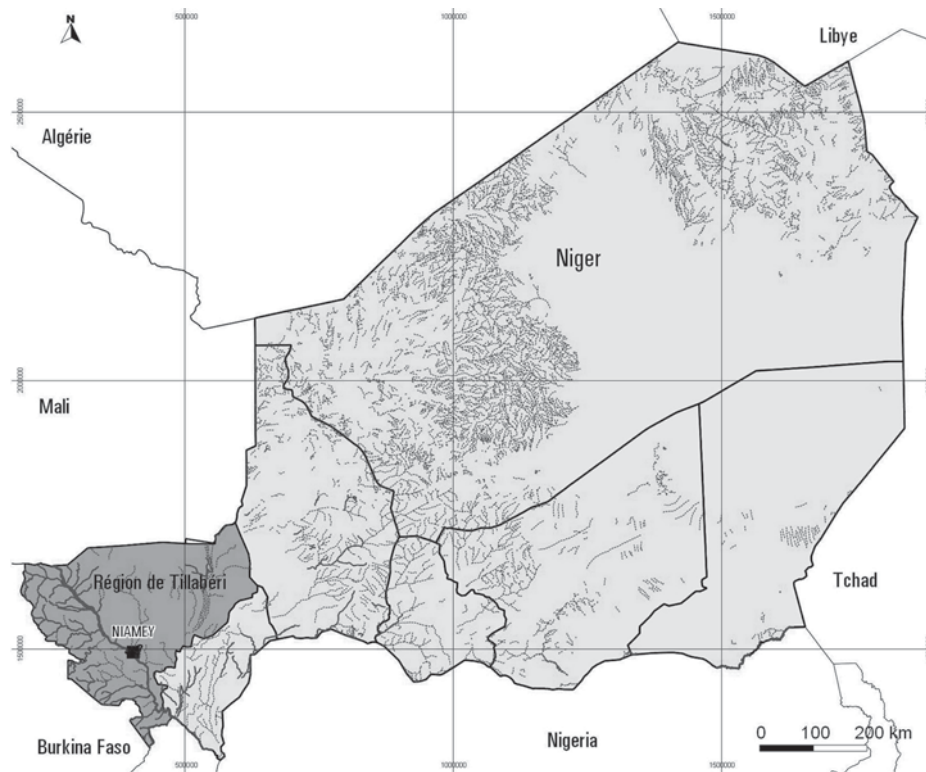 N
500000
1000000
1500000
Libye
2500000
Algérie
Niger
2000000
Mali
Région de Tillabéri
Tchad
NIAMEY
1500000
Burkina Faso
Nigeria
0 100 200 km
500000
1000000
1500000